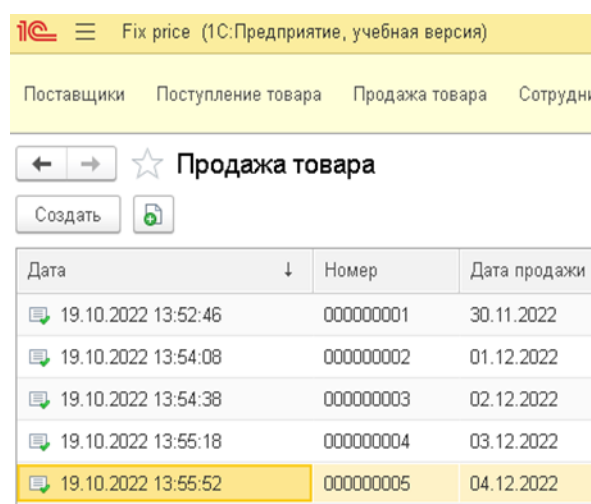 1С Fix price (1С:Предприятие, учебная версия)
Поставщики Поступление товара Продажа товара
Продажа товара
Создать
Дата ↓ Номер Дата продажи
19.10.2022 13:52:46 000000001 30.11.2022
19.10.2022 13:54:08 000000002 01.12.2022
19.10.2022 13:54:38 000000003 02.12.2022
19.10.2022 13:55:18 000000004 03.12.2022
19.10.2022 13:55:52 000000005 04.12.2022